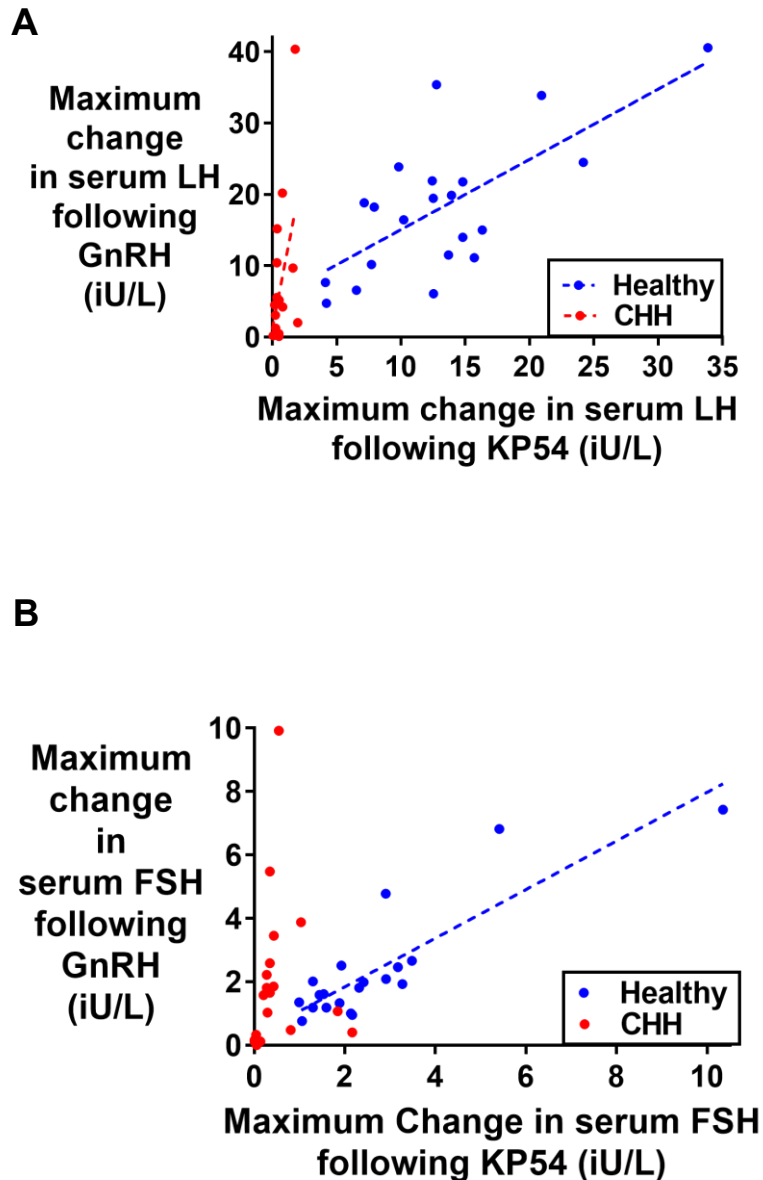 A
Maximum
change
in serum LH
following
GnRH
(iU/L)
40
30
20
10
0
Healthy
CHH
0 5 10 15 20 25 30 35
Maximum change in serum LH
following KP54 (iU/L)
B
Maximum
change
in
serum FSH
following
GnRH
(iU/L)
10
8
6
4
2
0
Healthy
CHH
0 2 4 6 8 10
Maximum Change in serum FSH
following KP54 (iU/L)